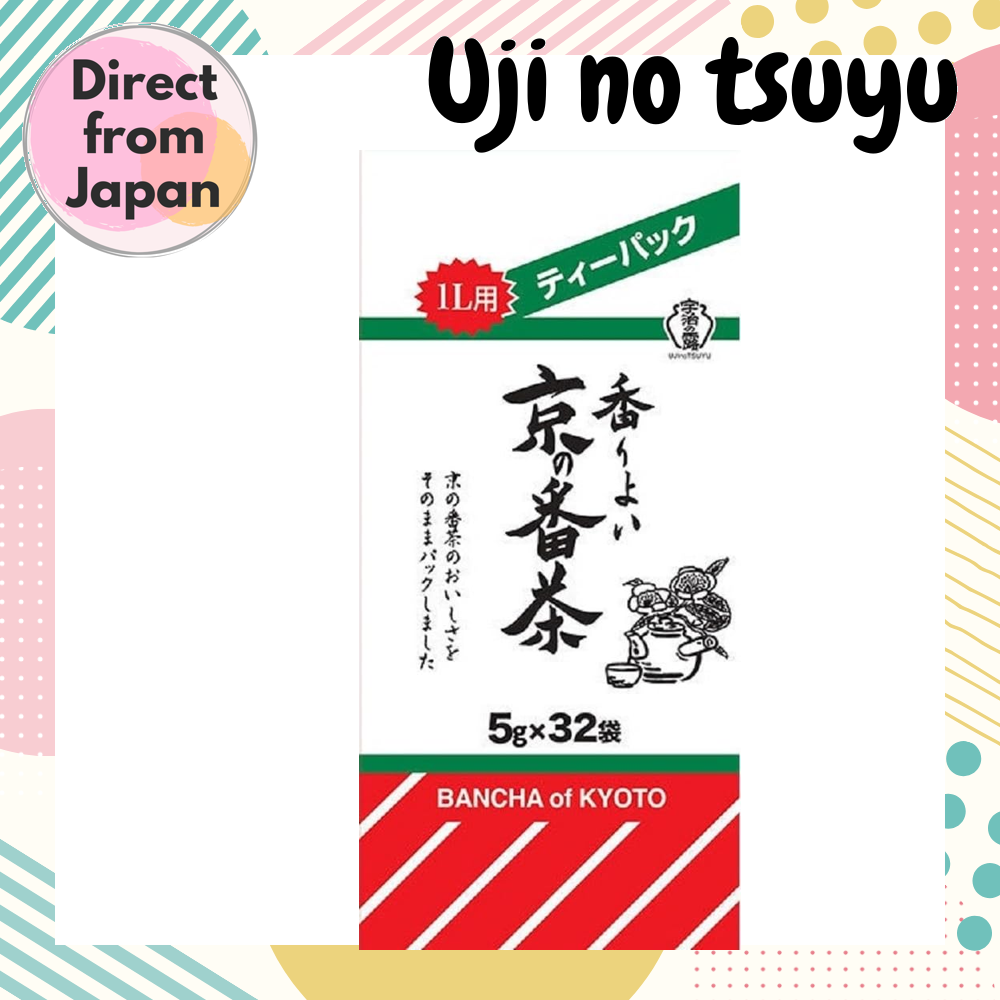 Direct
from
Japan
Uji no tsuyu
ティーパック
1L用
宇治の露
UJI no TSUYU
香りよい
京の番茶
京の番茶のおいしさを
そのままパックしました
5g×32袋
BANCHA of KYOTO